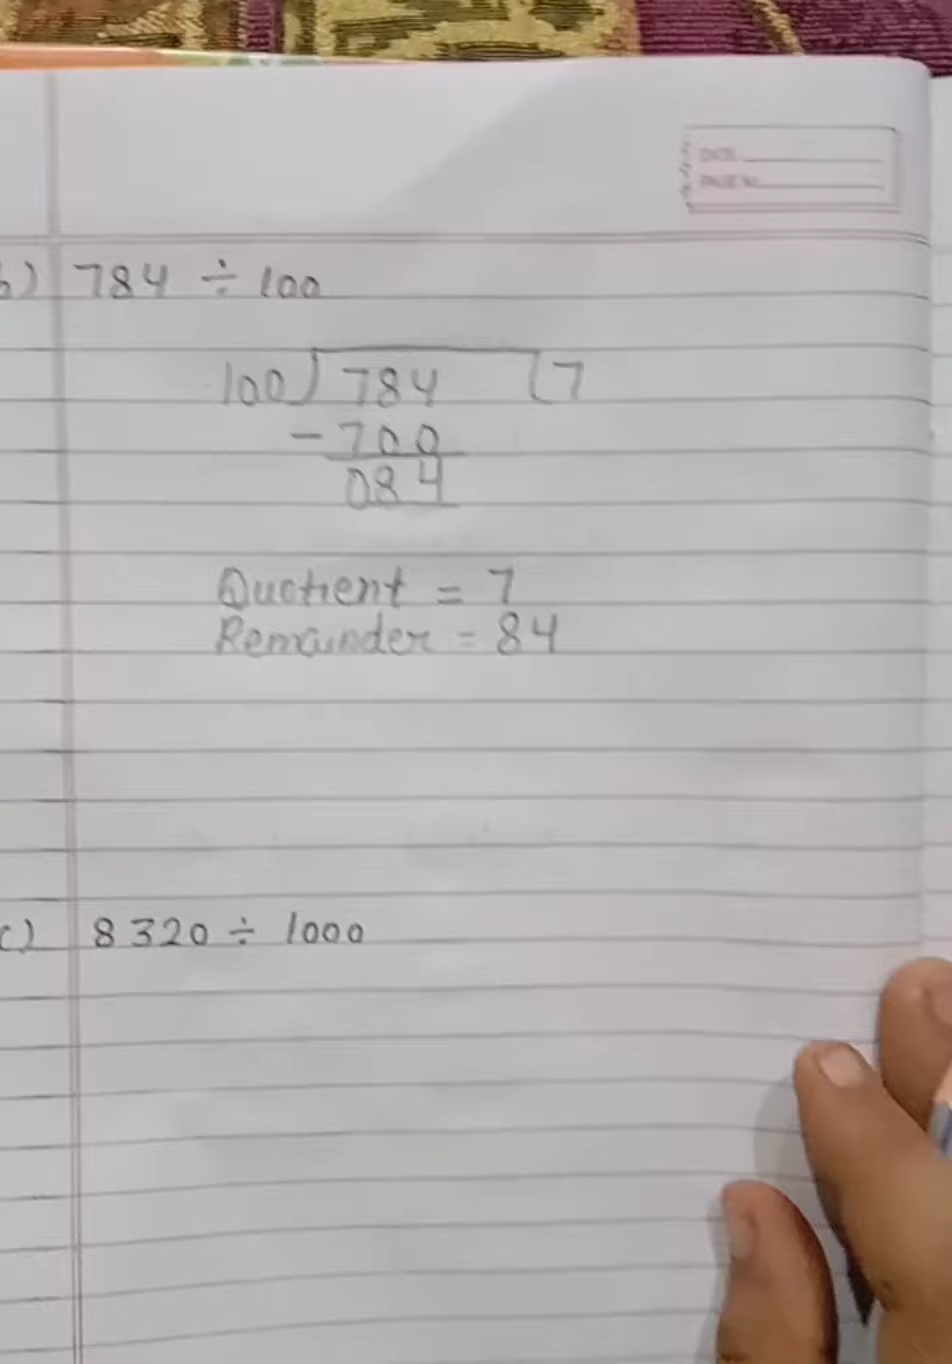 b) 784 ÷ 100
100) 784 (7
- 700
084
Quotient = 7
Remainder = 84
c) 8320 ÷ 1000